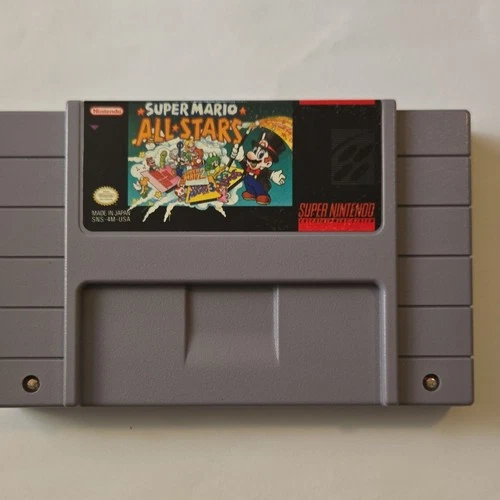 Nintendo
SUPER MARIO
ALL★STARS
MADE IN JAPAN
SNS-4M-USA
SUPER NINTENDO